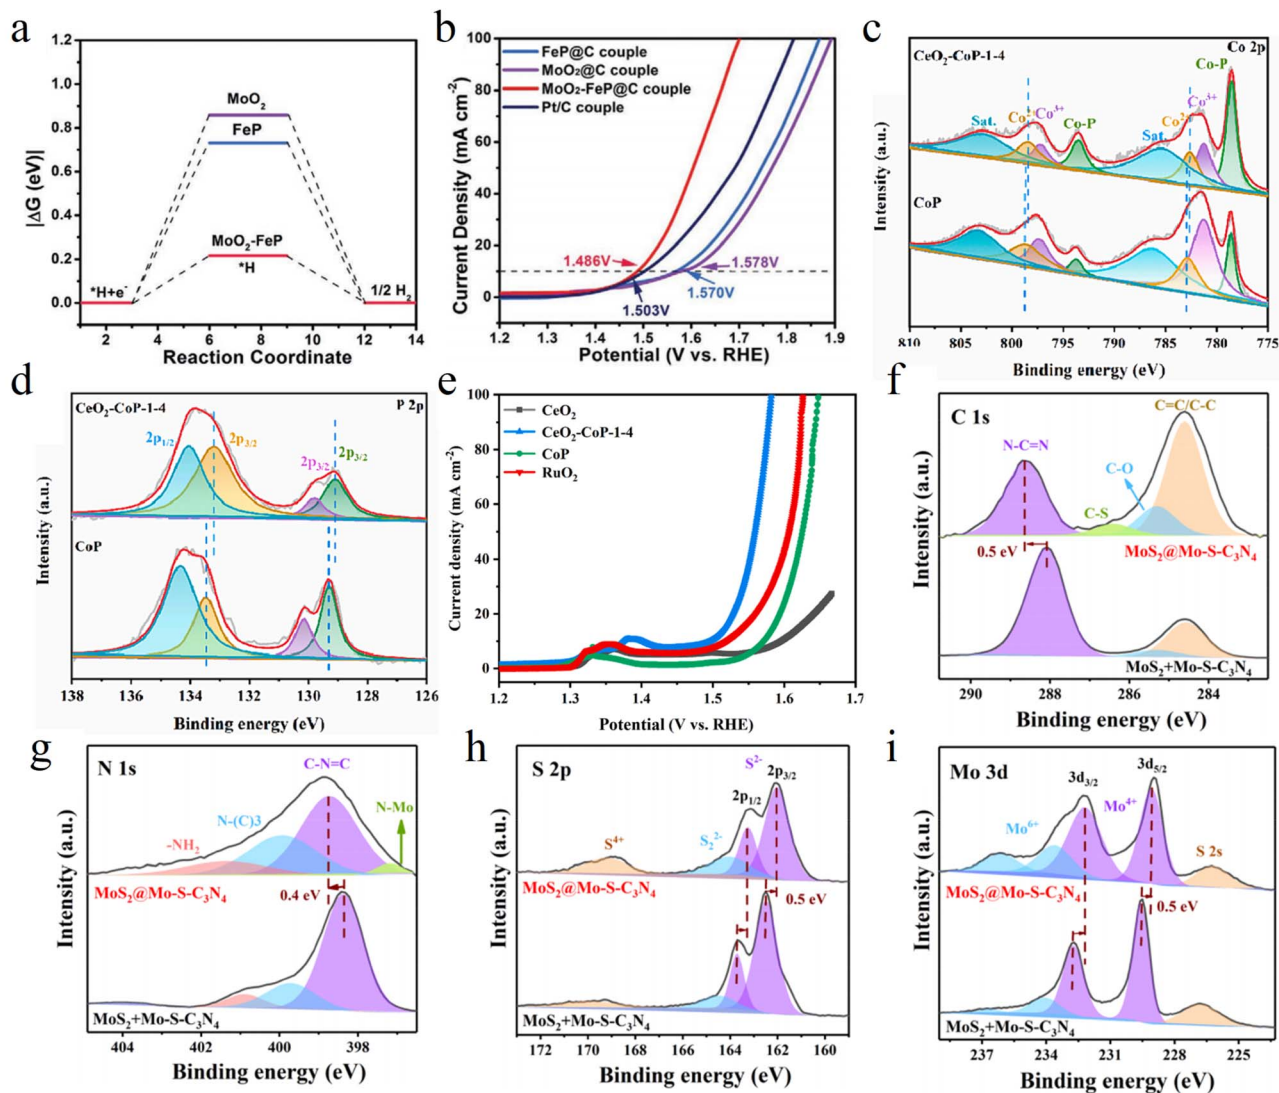 a
1.2
1.0
0.8
0.6
0.4
0.2
0.0
|ΔG (eV)|
MoO₂
FeP
MoO₂-FeP
*H
*H+e⁻
1/2 H₂
0 2 4 6 8 10 12 14
Reaction Coordinate
b
100
80
60
40
20
0
Current Density (mA cm⁻²)
FeP@C couple
MoO₂@C couple
MoO₂-FeP@C couple
Pt/C couple
1.486V
1.578V
1.570V
1.503V
1.2 1.3 1.4 1.5 1.6 1.7 1.8 1.9
Potential (V vs. RHE)
c
CeO₂-CoP-1-4
Co 2p
Co-P
Co³⁺
Co²⁺
Sat.
Co²⁺
Co³⁺
Co-P
Sat.
CoP
Intensity (a.u.)
810 805 800 795 790 785 780 775
Binding energy (eV)
d
CeO₂-CoP-1-4
P 2p
2p₁/₂
2p₃/₂
2p₃/₂
2p₃/₂
CoP
Intensity (a.u.)
138 136 134 132 130 128 126
Binding energy (eV)
e
100
80
60
40
20
0
Current density (mA cm⁻²)
CeO₂
CeO₂-CoP-1-4
CoP
RuO₂
1.2 1.3 1.4 1.5 1.6 1.7
Potential (V vs. RHE)
f
C 1s
C=C/C-C
N-C=N
C-O
C-S
0.5 eV
MoS₂@Mo-S-C₃N₄
MoS₂+Mo-S-C₃N₄
Intensity (a.u.)
290 288 286 284
Binding energy (eV)
g
N 1s
C-N=C
N-Mo
N-(C)3
-NH₂
MoS₂@Mo-S-C₃N₄
0.4 eV
MoS₂+Mo-S-C₃N₄
Intensity (a.u.)
404 402 400 398
Binding energy (eV)
h
S 2p
S²⁻
2p₃/₂
2p₁/₂
S₂²⁻
S⁴⁺
MoS₂@Mo-S-C₃N₄
0.5 eV
MoS₂+Mo-S-C₃N₄
Intensity (a.u.)
172 170 168 166 164 162 160
Binding energy (eV)
i
Mo 3d
3d₅/₂
3d₃/₂
Mo⁴⁺
Mo⁶⁺
S 2s
MoS₂@Mo-S-C₃N₄
0.5 eV
MoS₂+Mo-S-C₃N₄
Intensity (a.u.)
237 234 231 228 225
Binding energy (eV)